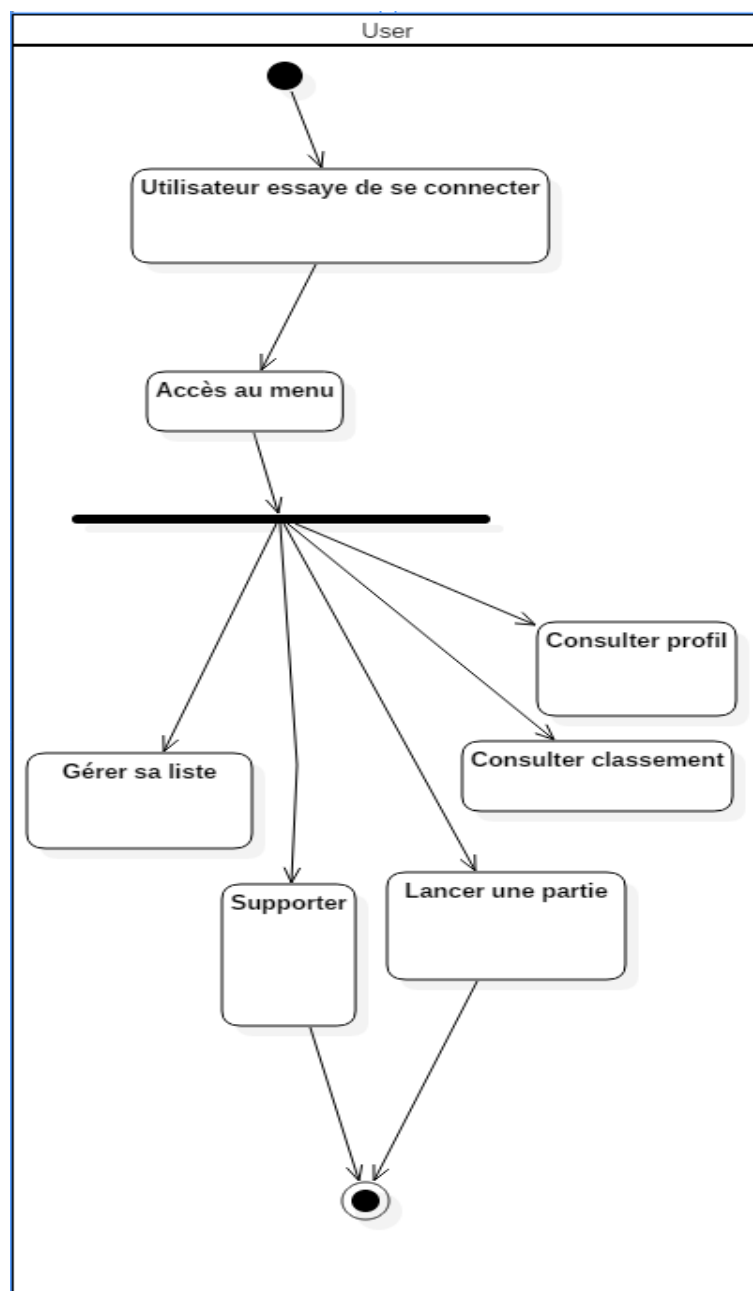 User
Utilisateur essaye de se connecter
Accès au menu
Consulter profil
Consulter classement
Gérer sa liste
Lancer une partie
Supporter